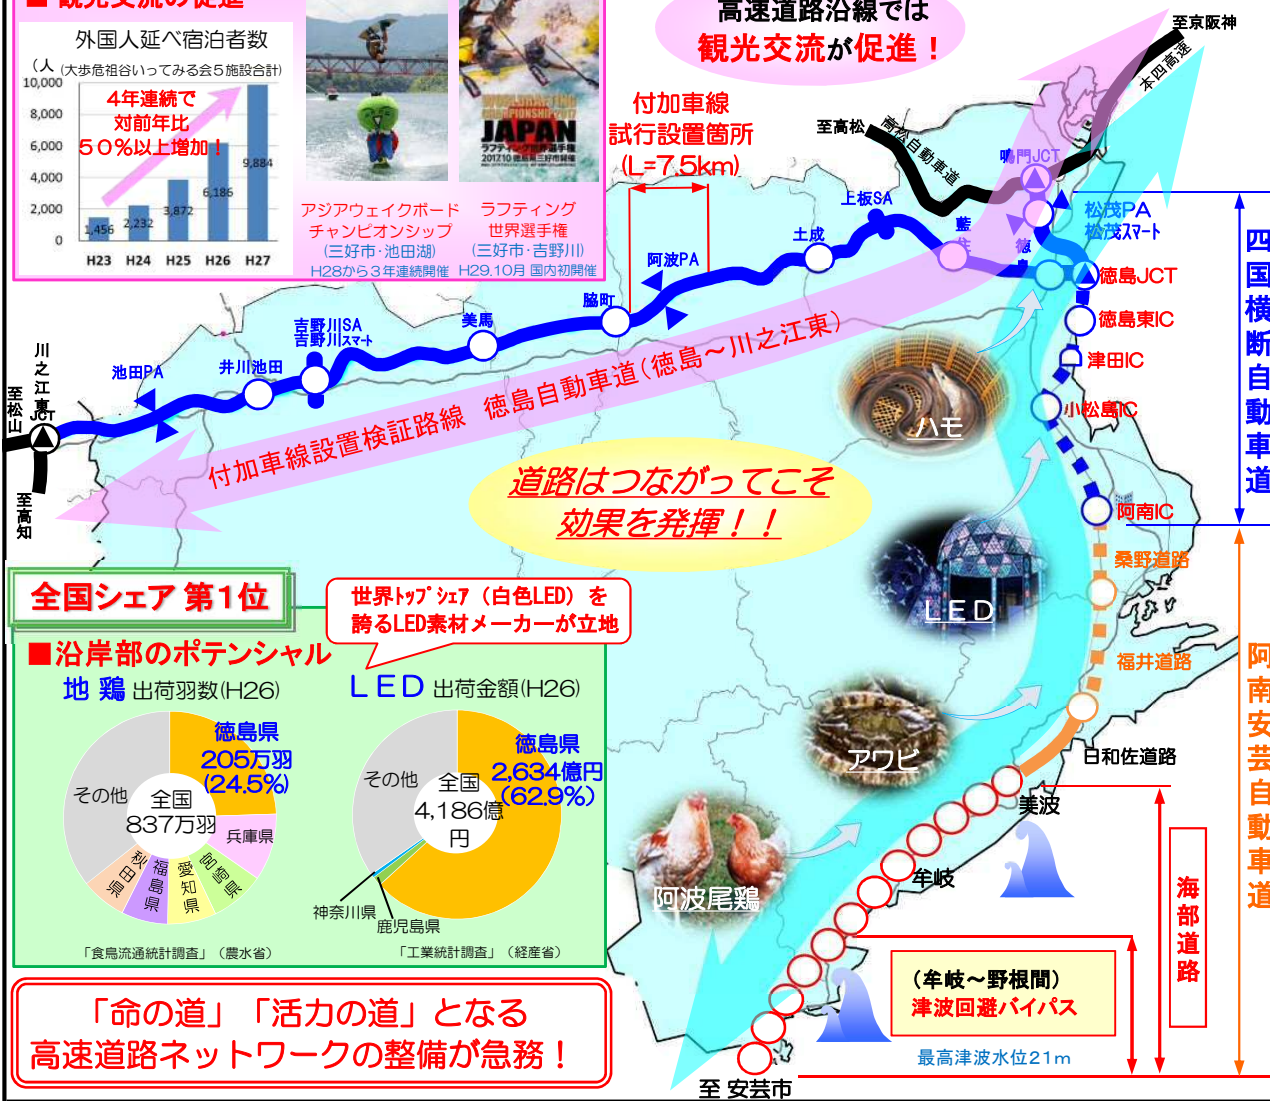 ■観光交流の促進
外国人延べ宿泊者数
(人
(大歩危祖谷いってみる会5施設合計)
10,000
8,000
6,000
4,000
2,000
0
4年連続で
対前年比
50%以上増加！
1,456
2,232
3,872
6,186
9,884
H23
H24
H25
H26
H27
アジアウェイクボード
チャンピオンシップ
(三好市・池田湖)
H28から３年連続開催
JAPAN
ラフティング世界選手権
2017.10 徳島県三好市開催
ラフティング
世界選手権
(三好市・吉野川)
H29.10月 国内初開催
高速道路沿線では
観光交流が促進！
付加車線
試行設置箇所
(L=7.5km)
至京阪神
本四高速
至高松
高松自動車道
鳴門JCT
松茂PA
松茂スマート
上板SA
藍住
徳島
土成
阿波PA
脇町
美馬
吉野川SA
吉野川スマート
井川池田
池田PA
川之江東
JCT
至松山
至高知
徳島JCT
徳島東IC
津田IC
小松島IC
阿南IC
四国横断自動車道
付加車線設置検証路線　徳島自動車道(徳島～川之江東)
道路はつながってこそ
効果を発揮！！
ハモ
LED
アワビ
阿波尾鶏
桑野道路
福井道路
日和佐道路
美波
牟岐
阿南安芸自動車道
海部道路
(牟岐～野根間)
津波回避バイパス
最高津波水位21m
至 安芸市
全国シェア 第１位
世界トップシェア（白色LED）を
誇るLED素材メーカーが立地
■沿岸部のポテンシャル
地 鶏 出荷羽数(H26)
徳島県
205万羽
(24.5%)
その他
全国
837万羽
兵庫県
宮崎県
愛知県
福島県
秋田県
「食鳥流通統計調査」（農水省）
LED 出荷金額(H26)
徳島県
2,634億円
(62.9%)
その他
全国
4,186億
円
神奈川県
鹿児島県
「工業統計調査」（経産省）
「命の道」「活力の道」となる
高速道路ネットワークの整備が急務！